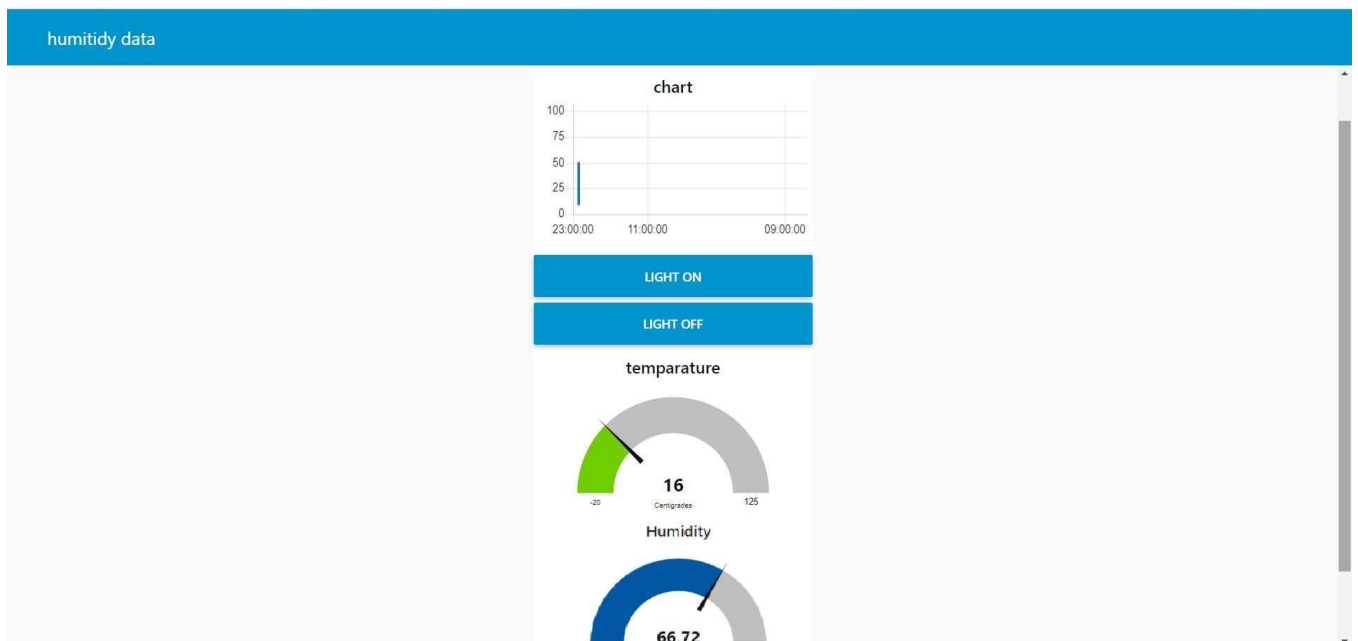 humitidy data
chart
100
75
50
25
0
23:00:00 11:00:00 09:00:00
LIGHT ON
LIGHT OFF
temparature
16
-20 Centigrades 125
Humidity
66.72